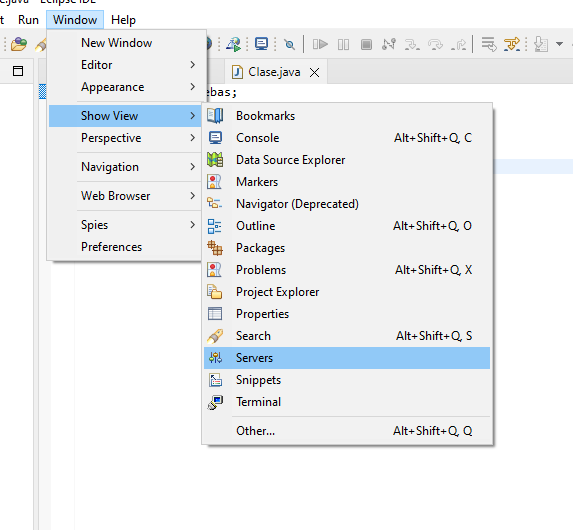 .java - Eclipse IDE
t Run Window Help
New Window
Editor
Appearance
Show View
Perspective
Navigation
Web Browser
Spies
Preferences
Clase.java
ebas;
Bookmarks
Console Alt+Shift+Q, C
Data Source Explorer
Markers
Navigator (Deprecated)
Outline Alt+Shift+Q, O
Packages
Problems Alt+Shift+Q, X
Project Explorer
Properties
Search Alt+Shift+Q, S
Servers
Snippets
Terminal
Other... Alt+Shift+Q, Q